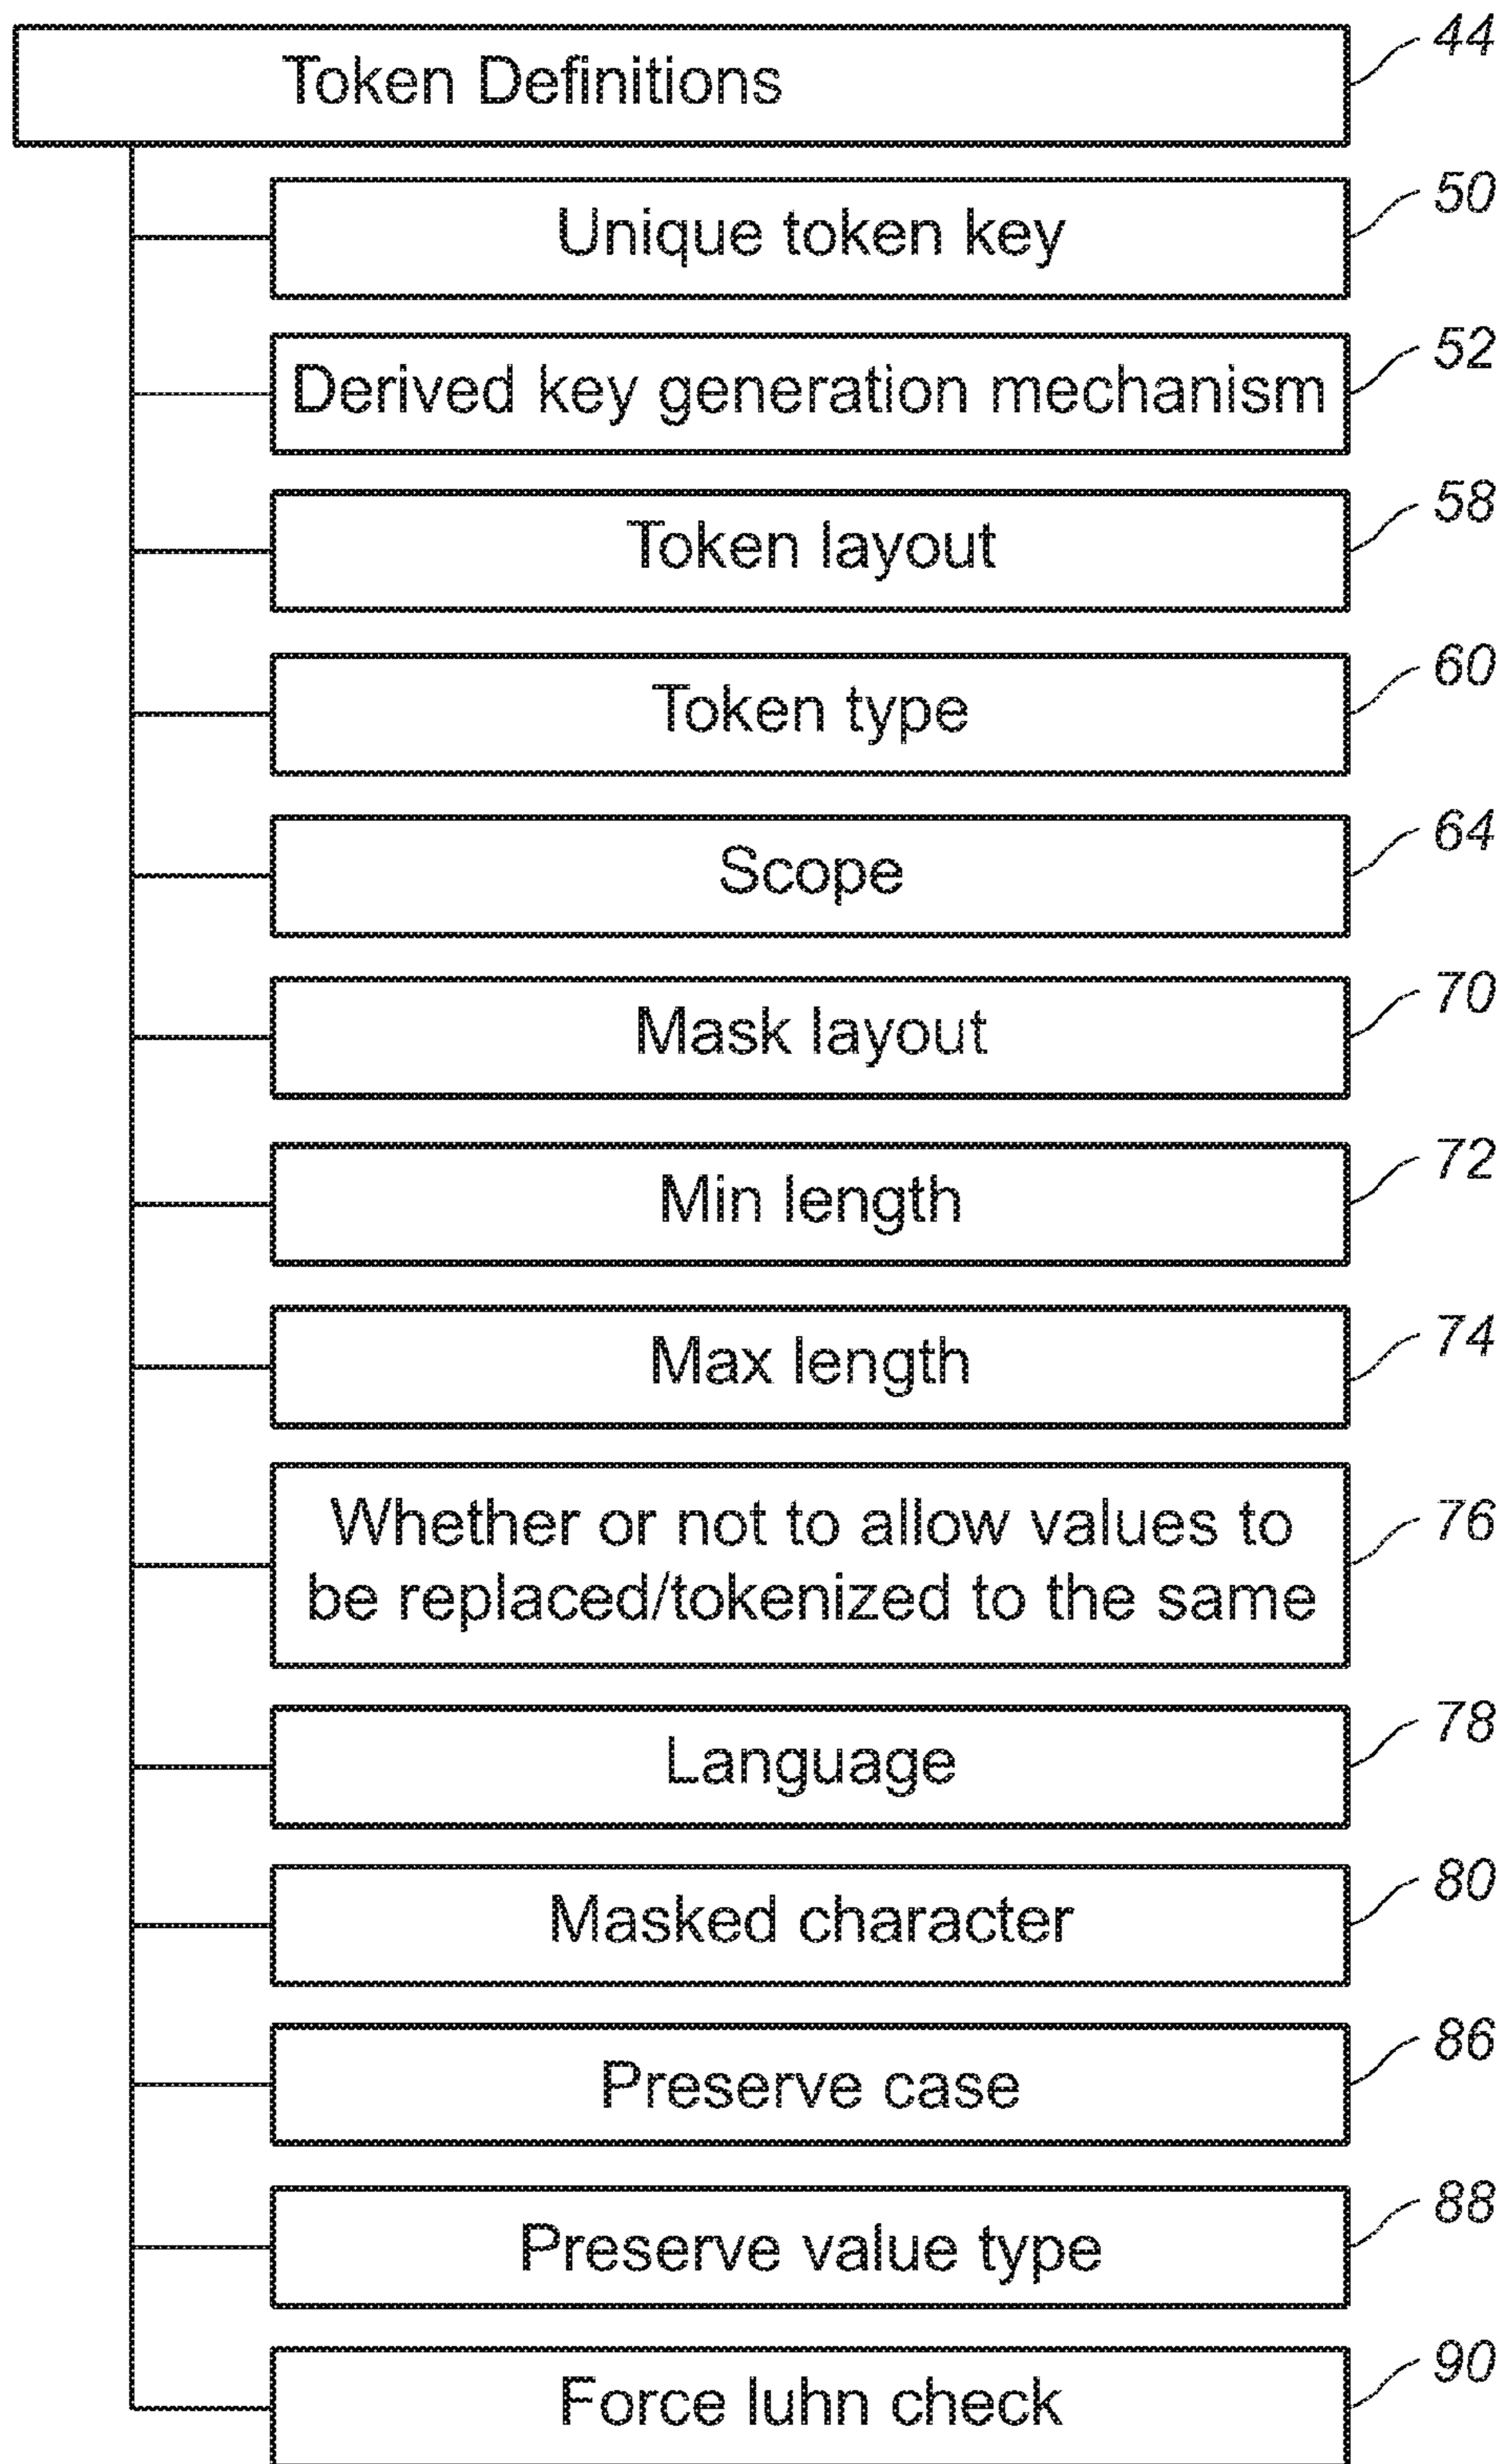 Token Definitions 44
Unique token key 50
Derived key generation mechanism 52
Token layout 58
Token type 60
Scope 64
Mask layout 70
Min length 72
Max length 74
Whether or not to allow values to
be replaced/tokenized to the same 76
Language 78
Masked character 80
Preserve case 86
Preserve value type 88
Force luhn check 90